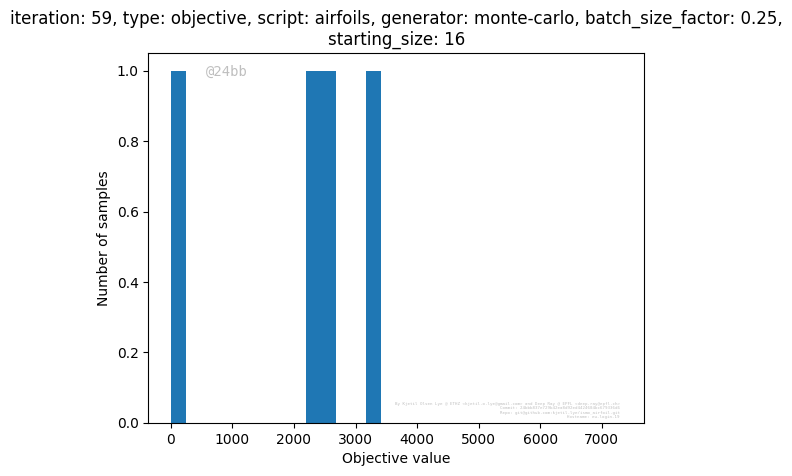 iteration: 59, type: objective, script: airfoils, generator: monte-carlo, batch_size_factor: 0.25,
starting_size: 16
@24bb
1.0
0.8
0.6
0.4
0.2
0.0
Number of samples
0 1000 2000 3000 4000 5000 6000 7000
Objective value